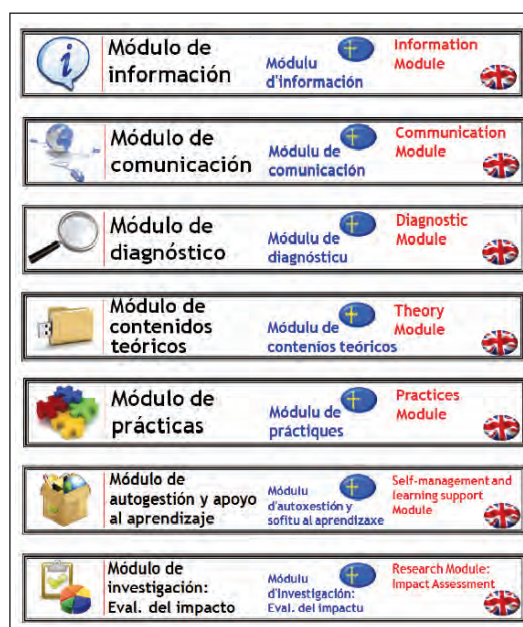 Módulo de
información
Módulu
d'información
Information
Module
Módulo de
comunicación
Módulu de
comunicación
Communication
Module
Módulo de
diagnóstico
Módulu de
diagnósticu
Diagnostic
Module
Módulo de
contenidos
teóricos
Módulu de
conteníos teóricos
Theory
Module
Módulo de
prácticas
Módulu de
práctiques
Practices
Module
Módulo de
autogestión y apoyo
al aprendizaje
Módulu
d'autoxestión y
sofitu al aprendizaxe
Self-management and
learning support
Module
Módulo de
investigación:
Eval. del impacto
Módulu
d'Investigación:
Eval. del impactu
Research Module:
Impact Assessment